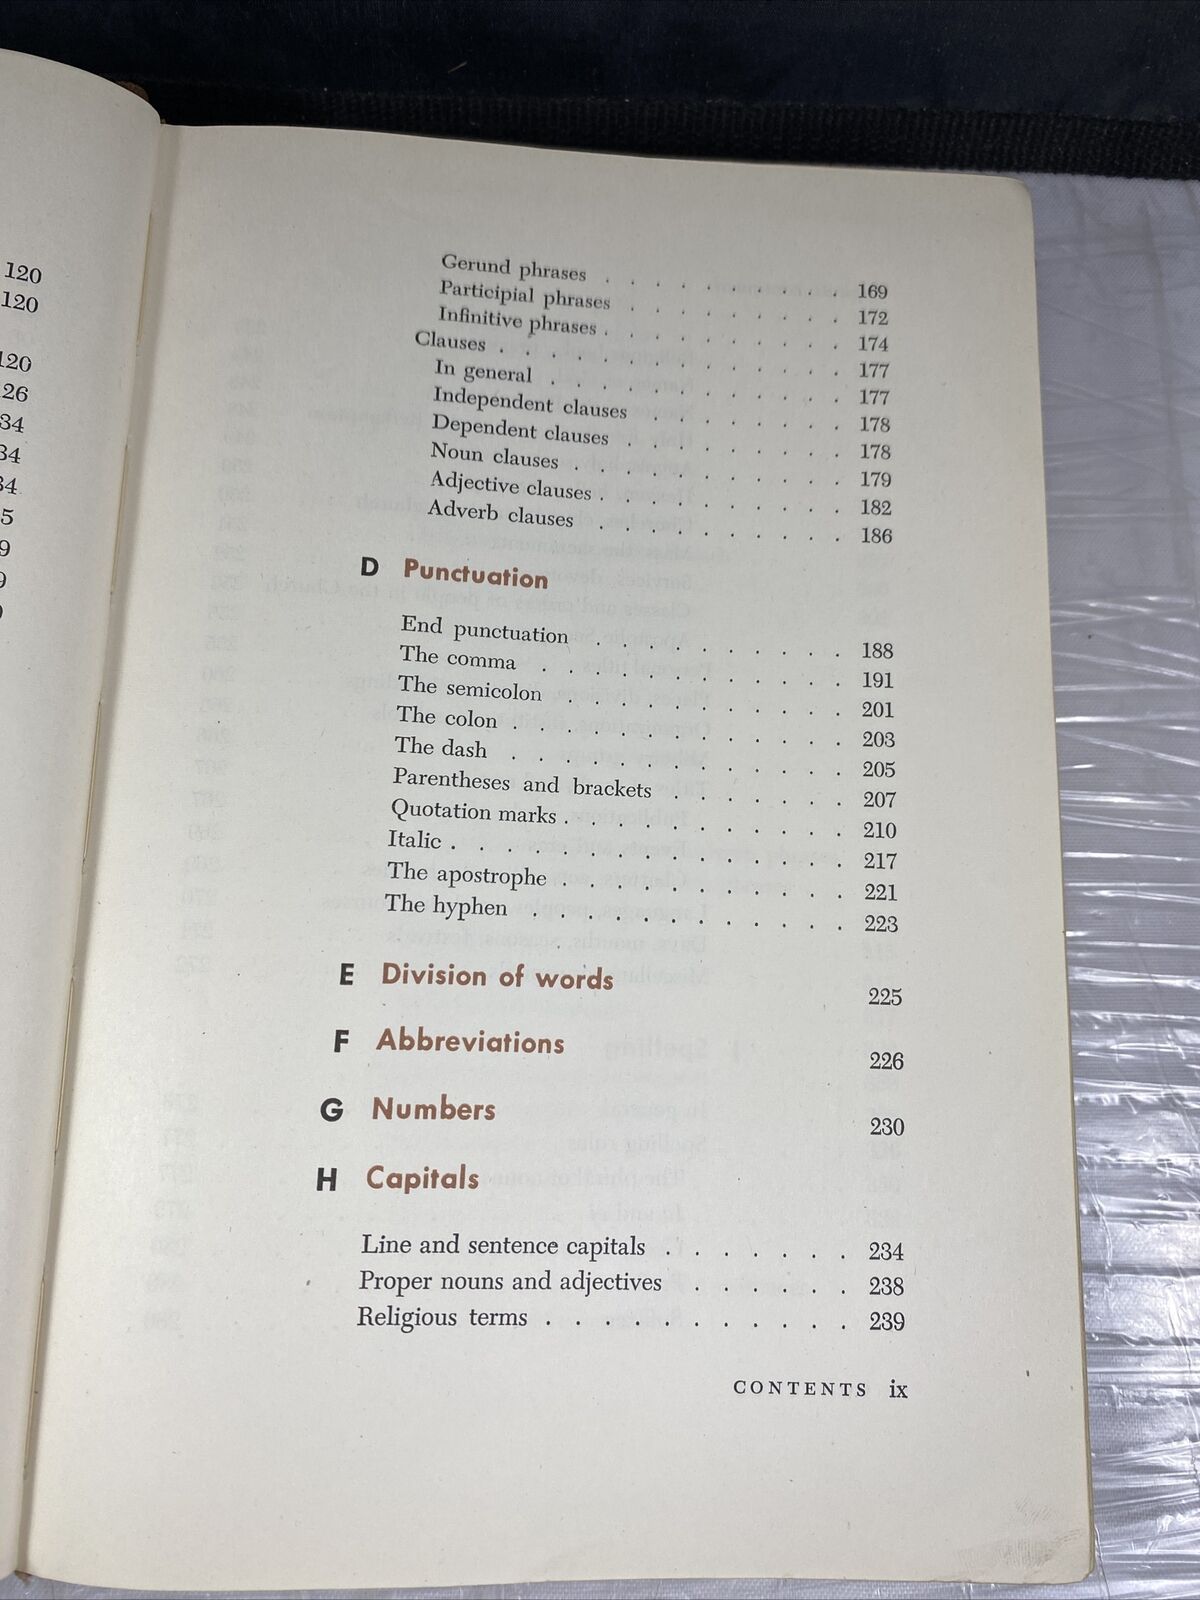 120
120
120
26
34
34
34
5
9
9
Gerund phrases . . . . . . . . . . 169
Participial phrases . . . . . . . . . 172
Infinitive phrases . . . . . . . . . . 174
Clauses . . . . . . . . . . . . . . 177
In general . . . . . . . . . . . . 177
Independent clauses . . . . . . . . 178
Dependent clauses . . . . . . . . . 178
Noun clauses . . . . . . . . . . . 179
Adjective clauses . . . . . . . . . . 182
Adverb clauses . . . . . . . . . . 186
D Punctuation
End punctuation . . . . . . . . . . 188
The comma . . . . . . . . . . . . 191
The semicolon . . . . . . . . . . . 201
The colon . . . . . . . . . . . . . 203
The dash . . . . . . . . . . . . . 205
Parentheses and brackets . . . . . . . 207
Quotation marks . . . . . . . . . . . 210
Italic . . . . . . . . . . . . . . 217
The apostrophe . . . . . . . . . . . 221
The hyphen . . . . . . . . . . . . 223
E Division of words 225
F Abbreviations 226
G Numbers 230
H Capitals
Line and sentence capitals . . . . . . . 234
Proper nouns and adjectives . . . . . . 238
Religious terms . . . . . . . . . . . 239
CONTENTS ix